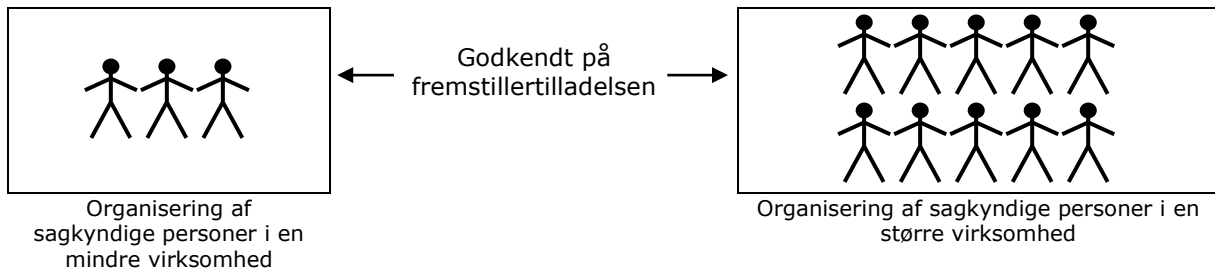 Godkendt på
fremstillertilladelsen
Organisering af
sagkyndige personer i en
mindre virksomhed
Organisering af sagkyndige personer i en
større virksomhed